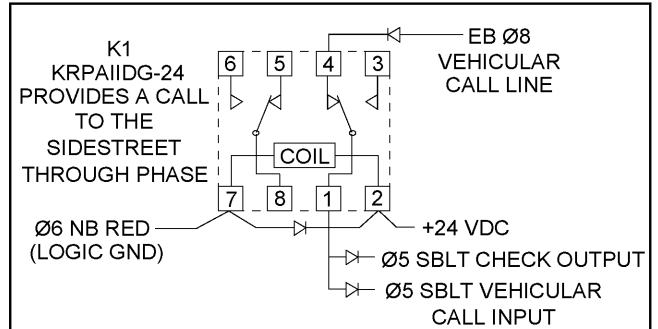 K1
KRPAIIDG-24
PROVIDES A CALL
TO THE
SIDESTREET
THROUGH PHASE
EB Ø8
VEHICULAR
CALL LINE
6 5 4 3
COIL
7 8 1 2
Ø6 NB RED
(LOGIC GND)
+24 VDC
Ø5 SBLT CHECK OUTPUT
Ø5 SBLT VEHICULAR
CALL INPUT